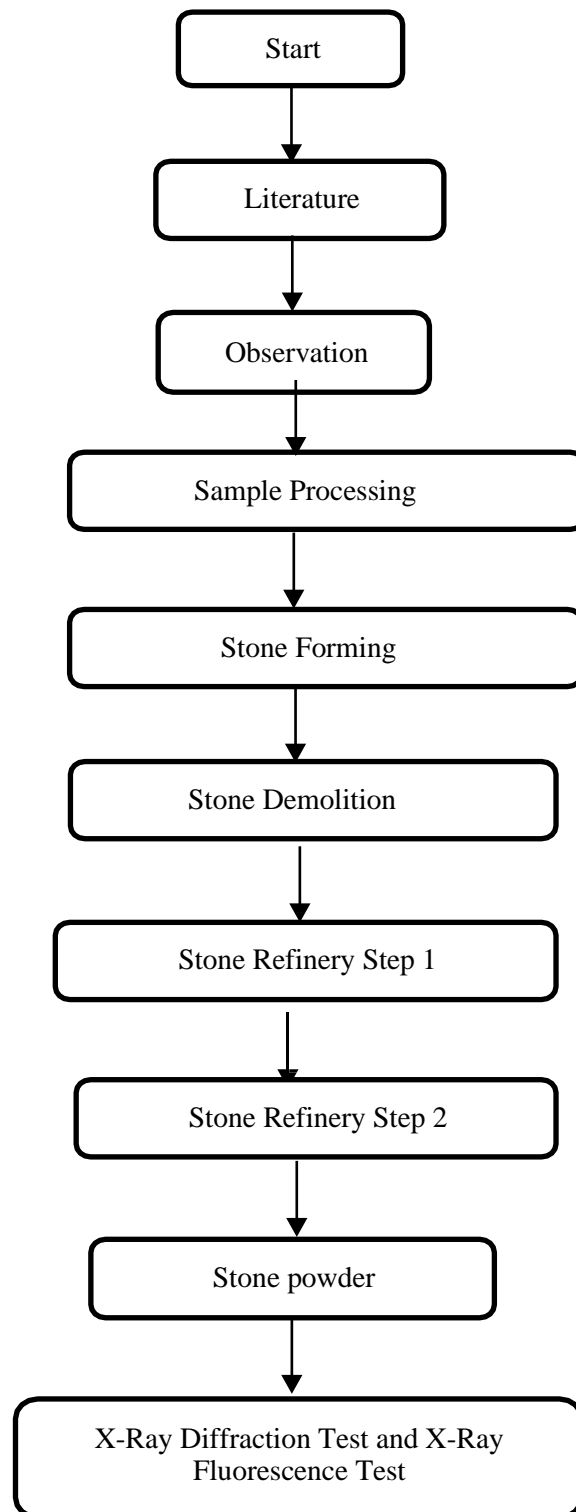 Start
Literature
Observation
Sample Processing
Stone Forming
Stone Demolition
Stone Refinery Step 1
Stone Refinery Step 2
Stone powder
X-Ray Diffraction Test and X-Ray
Fluorescence Test